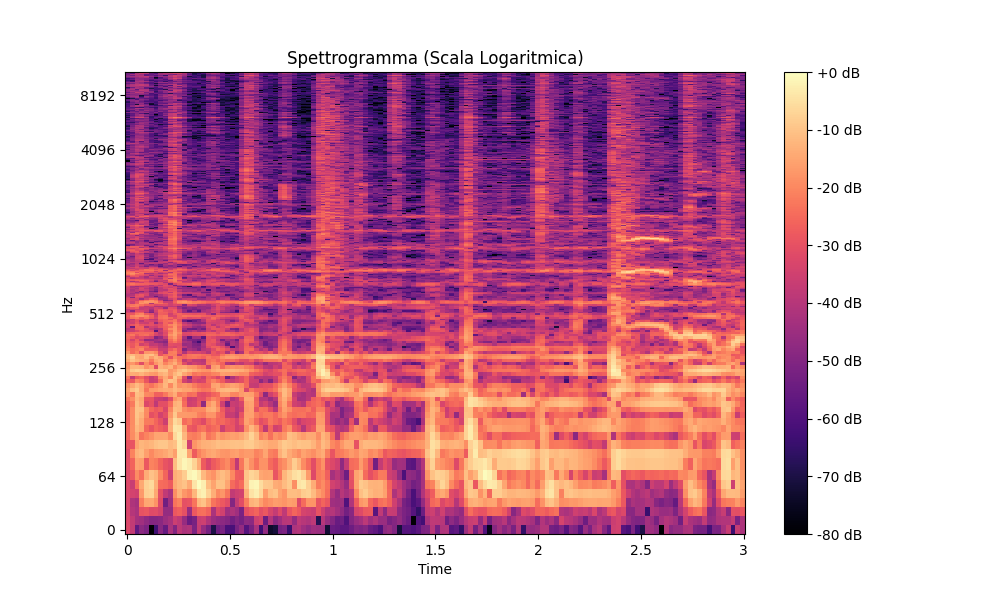 Spettrogramma (Scala Logaritmica)
Hz
8192
4096
2048
1024
512
256
128
64
0
0
0.5
1
1.5
2
2.5
3
Time
+0 dB
-10 dB
-20 dB
-30 dB
-40 dB
-50 dB
-60 dB
-70 dB
-80 dB